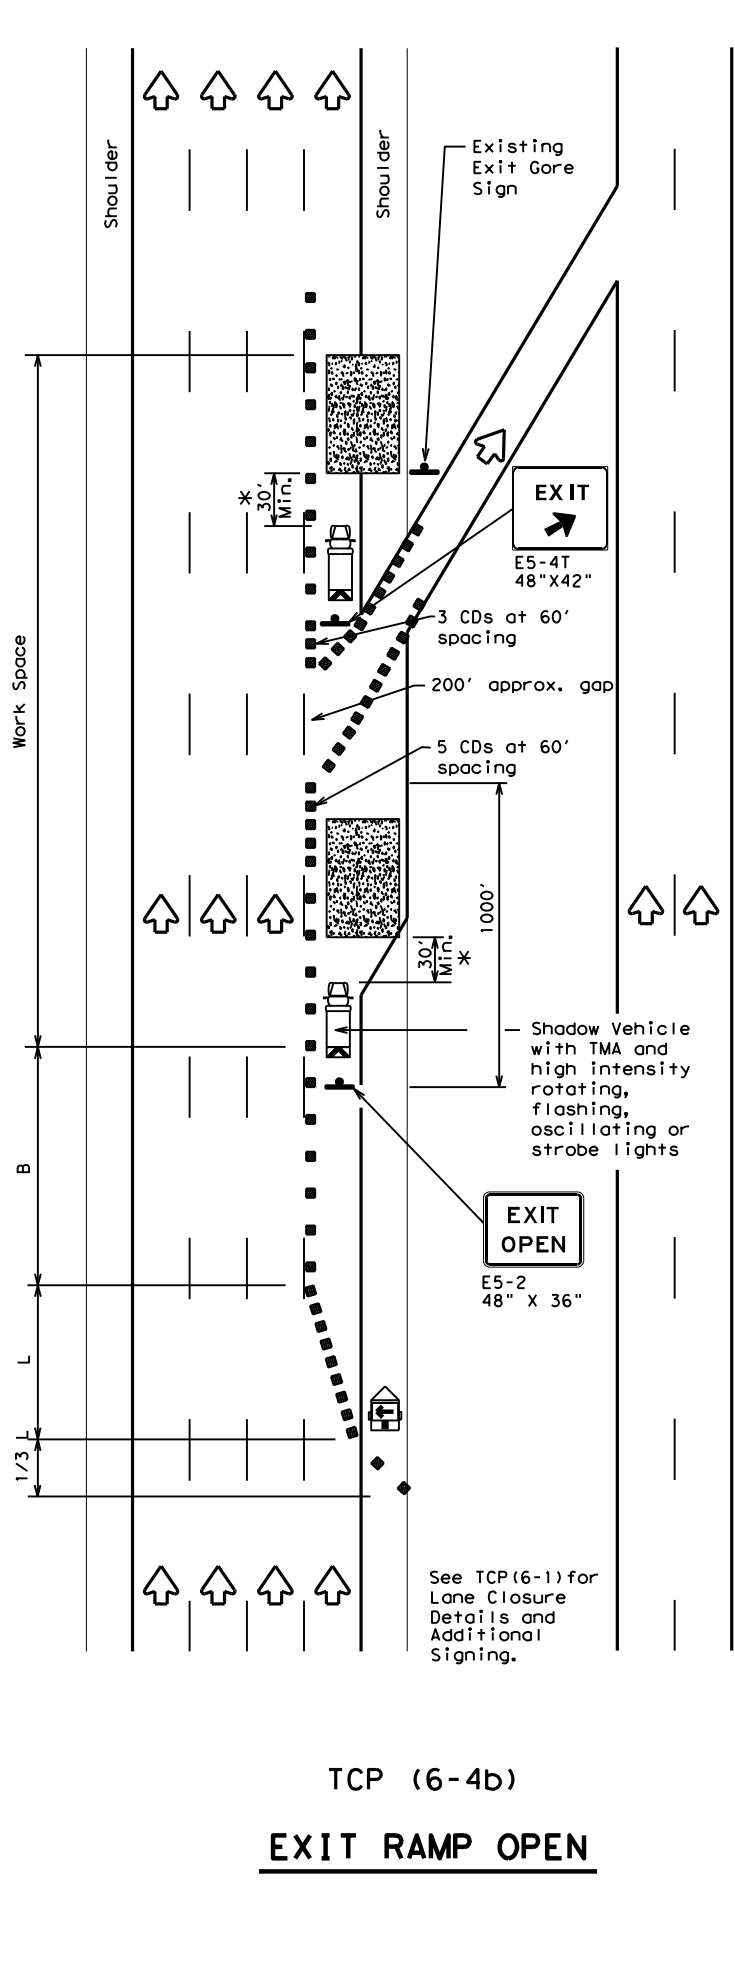 Shoulder
Shoulder
Existing
Exit Gore
Sign
*
30'
Min.
EXIT
E5-4T
48"X42"
3 CDs at 60'
spacing
Work Space
200' approx. gap
5 CDs at 60'
spacing
1000'
30'
Min.
*
Shadow Vehicle
with TMA and
high intensity
rotating,
flashing,
oscillating or
strobe lights
B
EXIT
OPEN
E5-2
48" X 36"
L
1/3 L
See TCP(6-1)for
Lane Closure
Details and
Additional
Signing.
TCP (6-4b)
EXIT RAMP OPEN